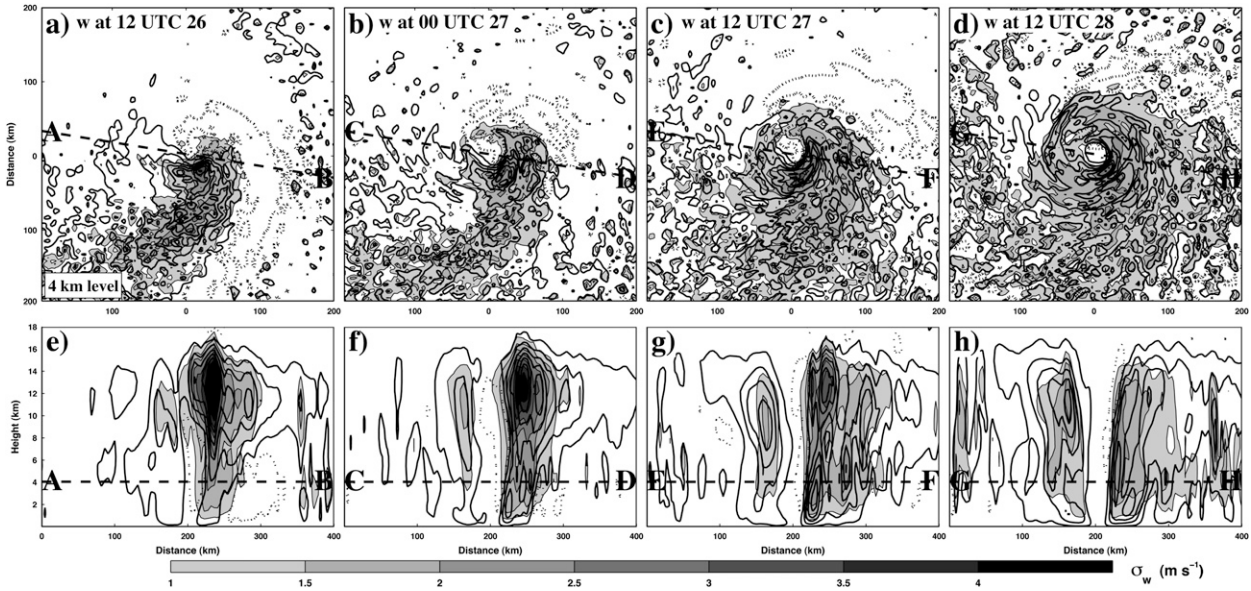 a) w at 12 UTC 26
b) w at 00 UTC 27
c) w at 12 UTC 27
d) w at 12 UTC 28
200
100
0
100
200
Distance (km)
A
B
C
D
E
F
G
H
4 km level
200 100 0 100 200
100 0 100 200
200 100 0 100 200
100 0 100 200
e)
f)
g)
h)
18
16
14
12
10
8
6
4
2
Height (km)
A
B
C
D
E
F
G
H
0 100 200 300 400
0 100 200 300 400
0 100 200 300 400
0 100 200 300 400
Distance (km)
Distance (km)
Distance (km)
Distance (km)
1 1.5 2 2.5 3 3.5 4
σw (m s⁻¹)